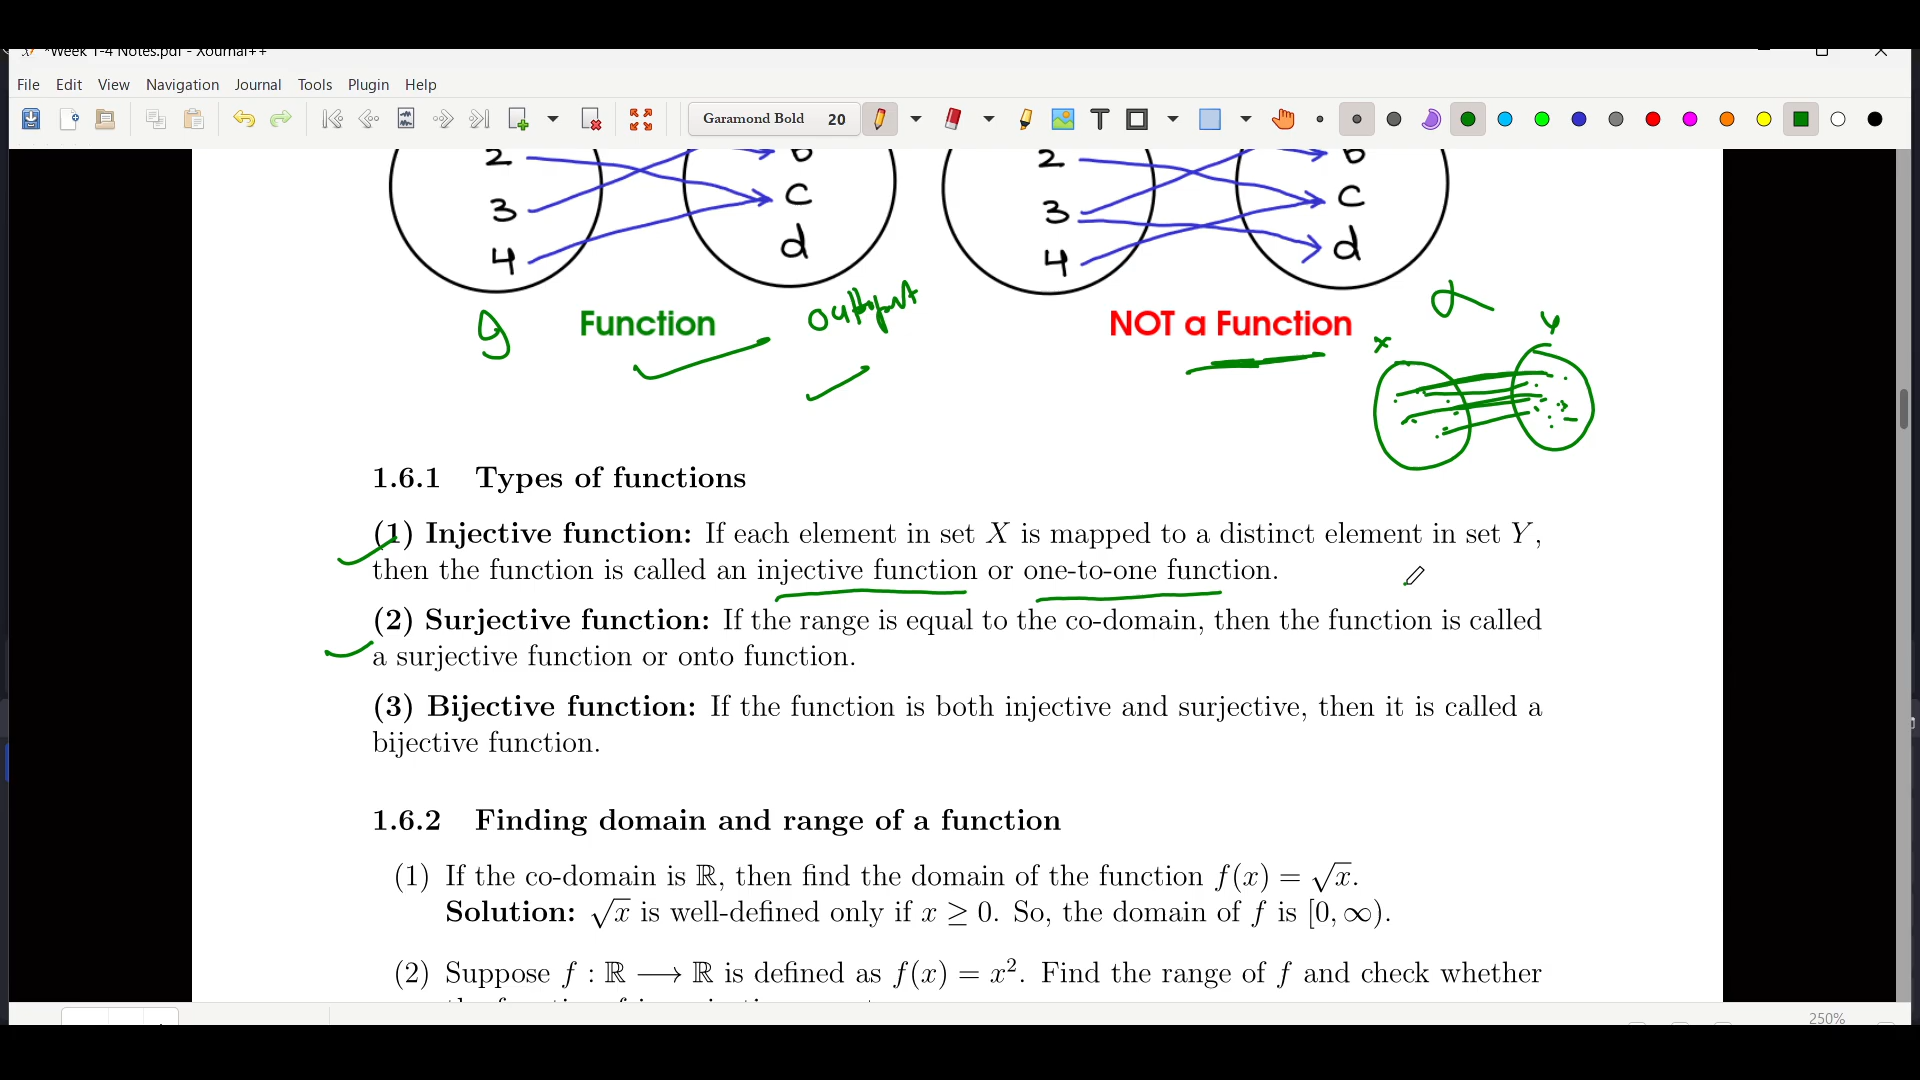 *Week 1-4 Notes.pdf - Xournal++
File Edit View Navigation Journal Tools Plugin Help
Garamond Bold 20
2 b 2 b
3 c 3 c
4 d 4 d
Function output NOT a Function
x y
1.6.1 Types of functions
(1) Injective function: If each element in set X is mapped to a distinct element in set Y,
then the function is called an injective function or one-to-one function.
(2) Surjective function: If the range is equal to the co-domain, then the function is called
a surjective function or onto function.
(3) Bijective function: If the function is both injective and surjective, then it is called a
bijective function.
1.6.2 Finding domain and range of a function
(1) If the co-domain is ℝ, then find the domain of the function f(x) = √x.
Solution: √x is well-defined only if x ≥ 0. So, the domain of f is [0, ∞).
(2) Suppose f : ℝ ⟶ ℝ is defined as f(x) = x². Find the range of f and check whether
250%